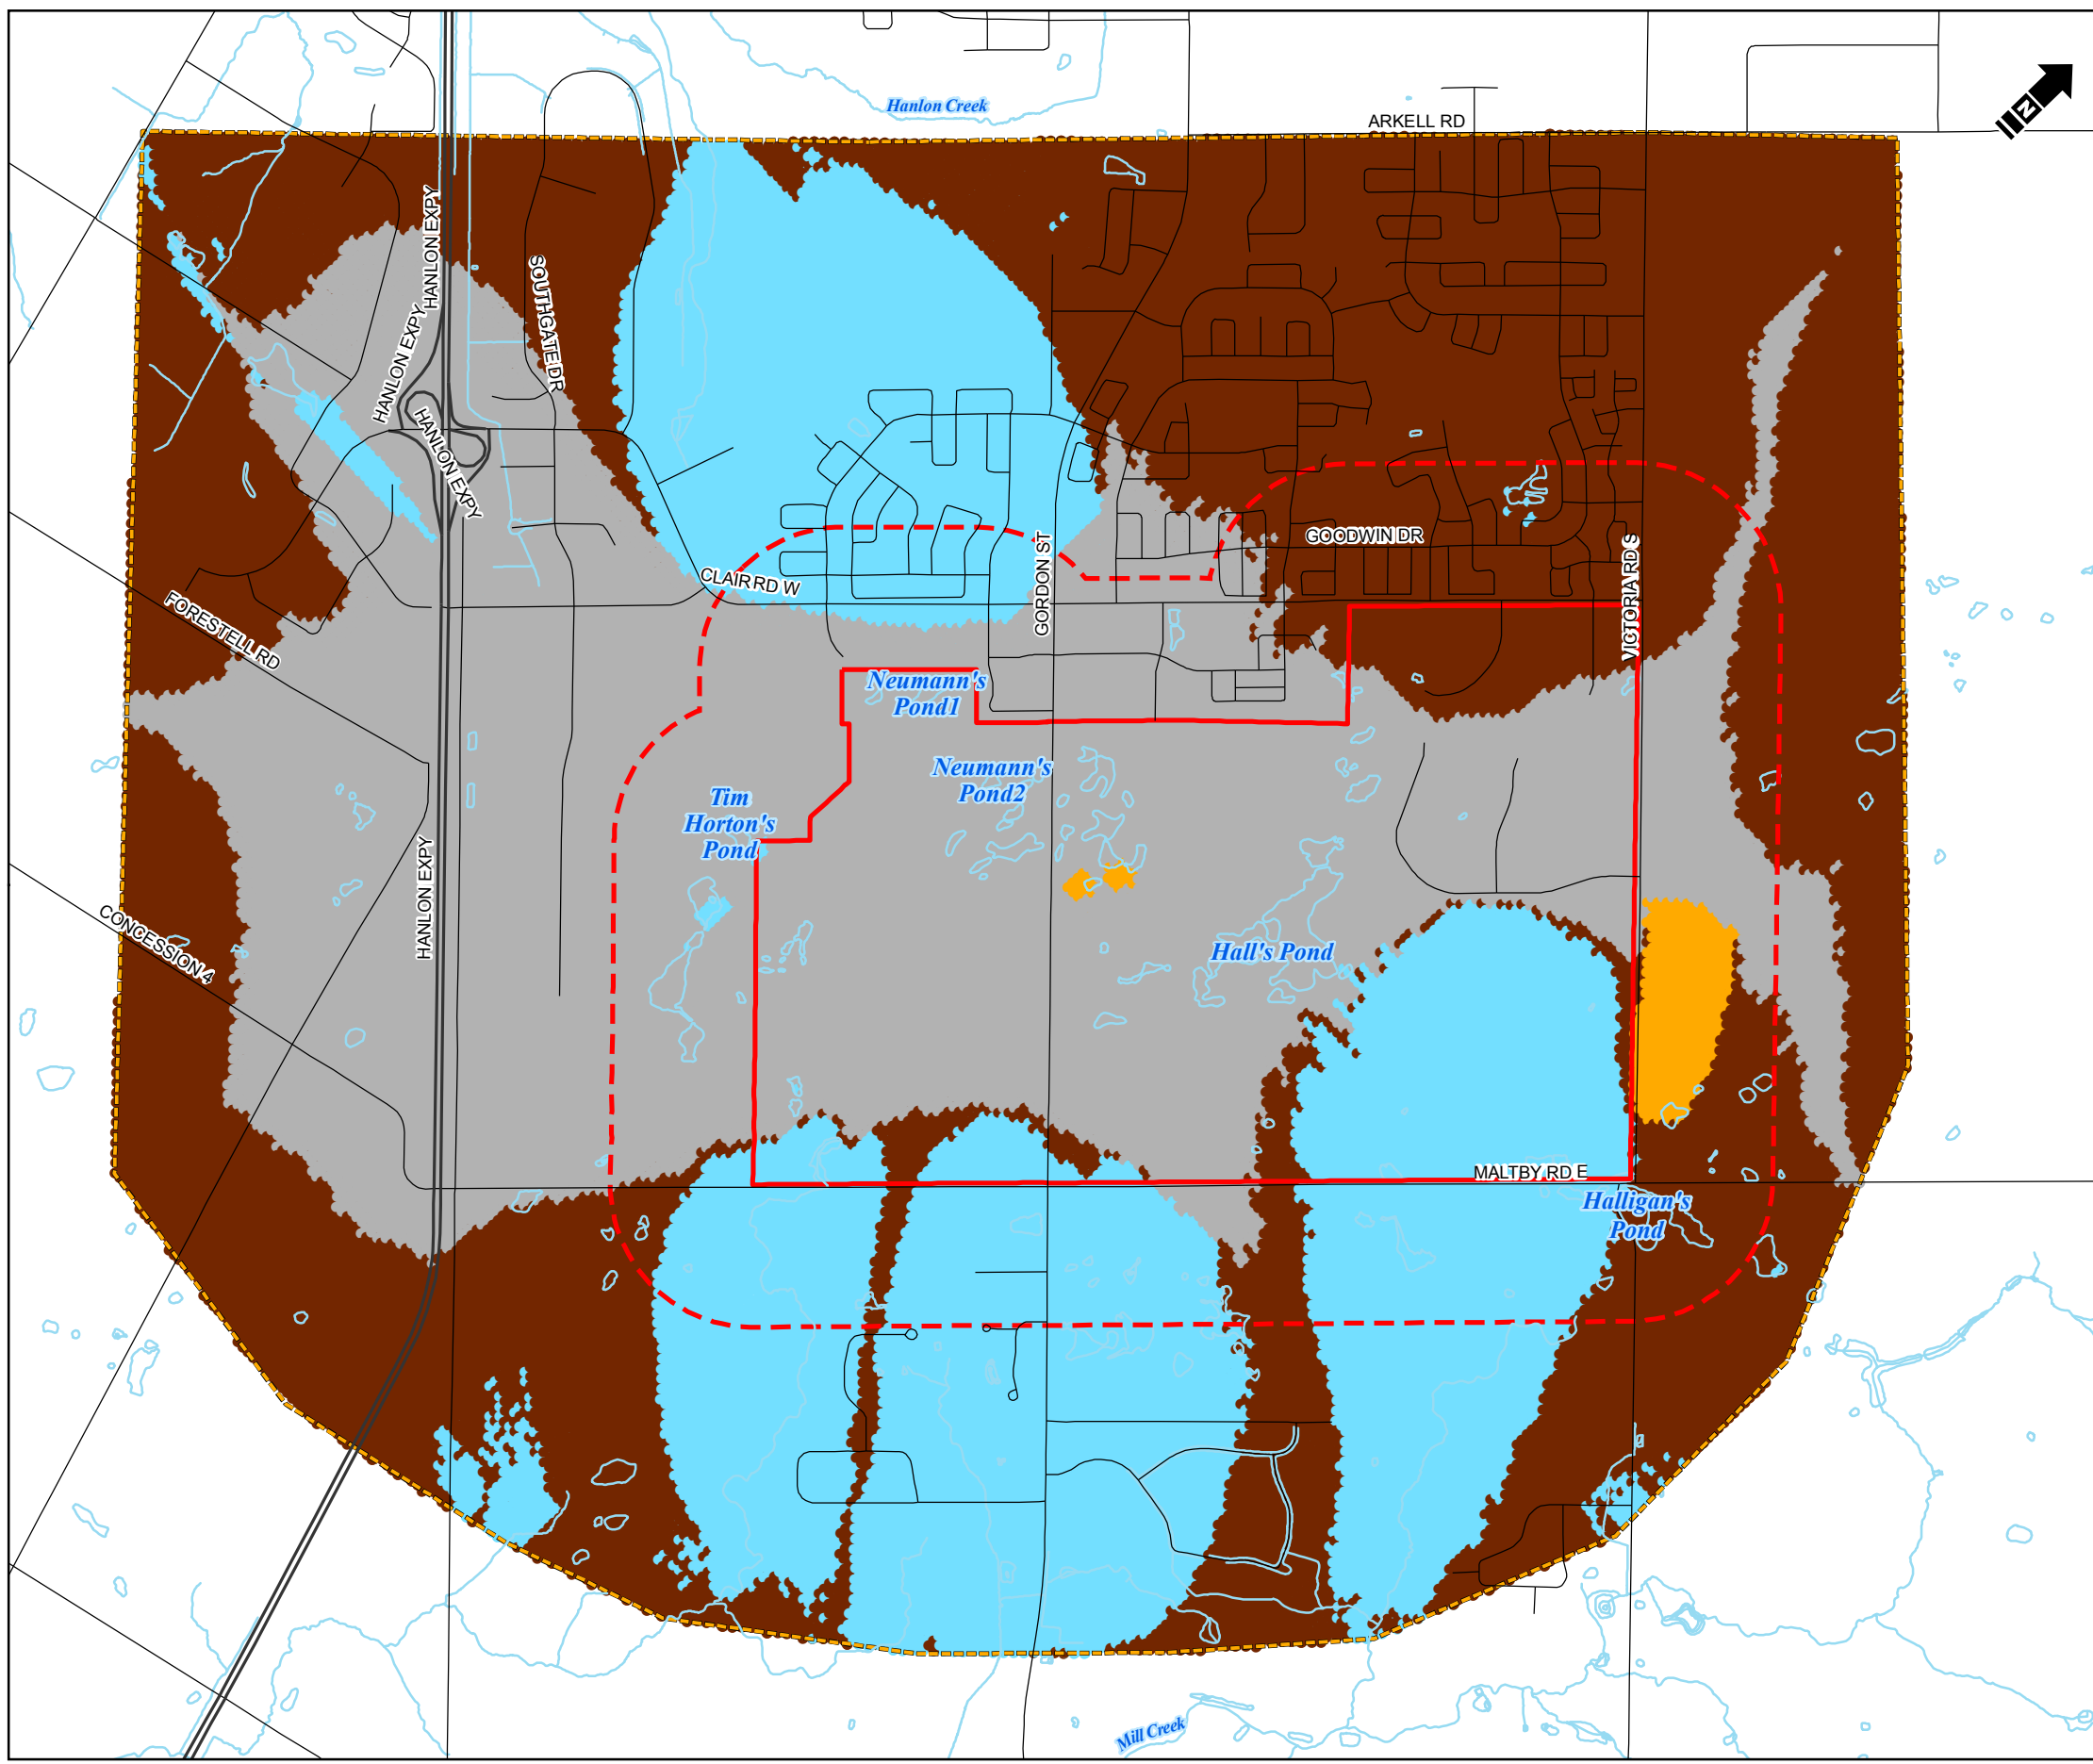 Hanlon Creek
ARKELL RD
N
HANLON EXPY
SOUTHGATE DR
HANLON EXPY
HANLON EXPY
GOODWIN DR
GORDON ST
VICTORIA RD S
CLAIR RD W
FORESTELL RD
Neumann's
Pond1
Neumann's
Pond2
Tim
Horton's
Pond
HANLON EXPY
CONCESSION 4
Hall's Pond
MALTBY RD E
Halligan's
Pond
Mill Creek